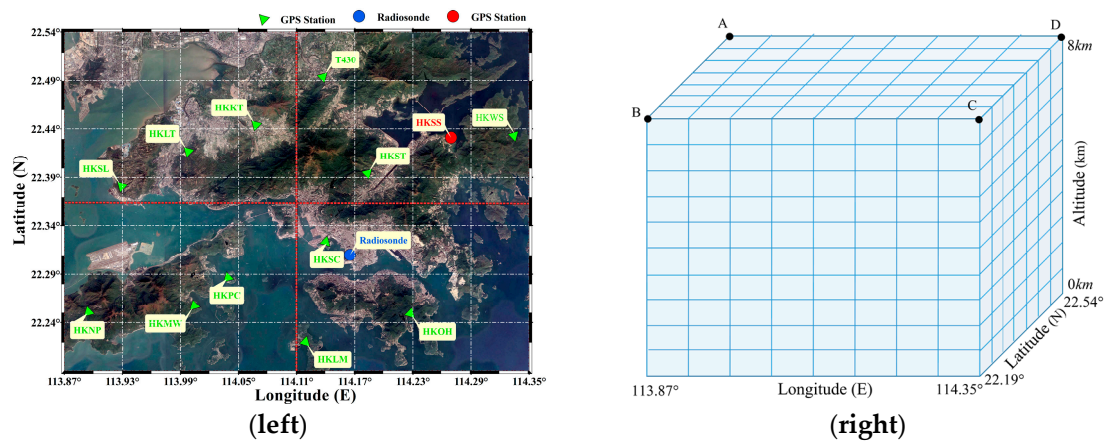 GPS Station Radiosonde GPS Station
22.54°
22.49°
22.44°
22.39°
22.34°
22.29°
22.24°
Latitude (N)
T430
HKKT
HKSS
HKWS
HKLT
HKST
HKSL
Radiosonde
HKSC
HKPC
HKNP
HKMW
HKOH
HKLM
113.87° 113.93° 113.99° 114.05° 114.11° 114.17° 114.23° 114.29° 114.35°
Longitude (E)
(left)
A
D
8km
B
C
Altitude (km)
0km
22.54°
Latitude (N)
22.19°
113.87°
Longitude (E)
114.35°
(right)